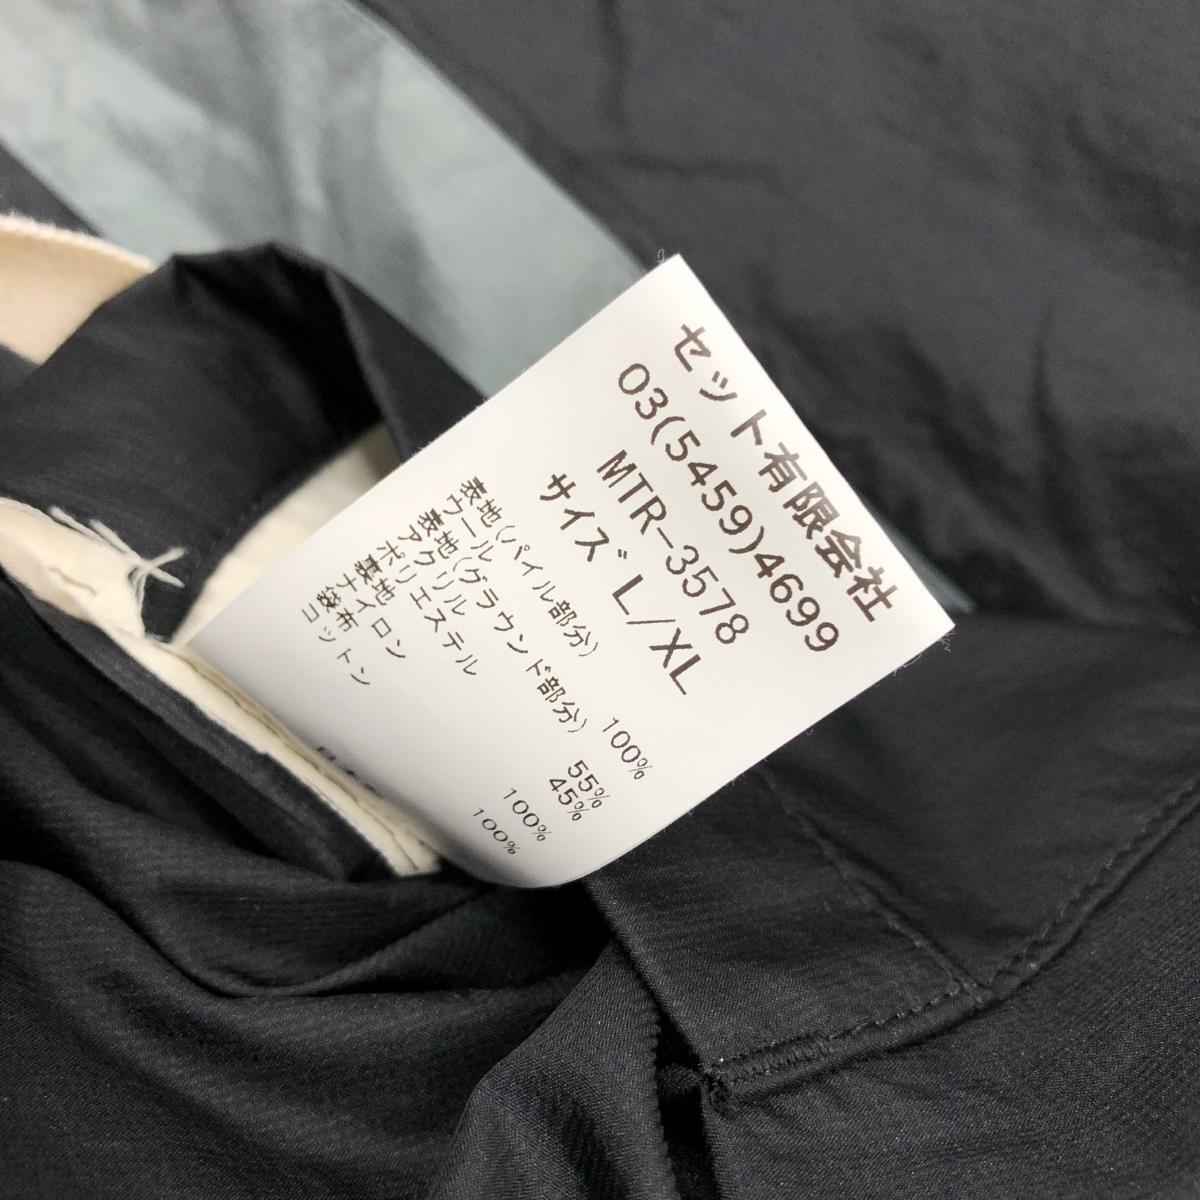 セット有限会社
03(5459)4699
MTR-3578
サイズ L/XL
表地(パイル部分)
ウール 100%
表地(グラウンド部分)
アクリル 55%
ポリエステル 45%
裏地
ナイロン 100%
袋布
コットン 100%